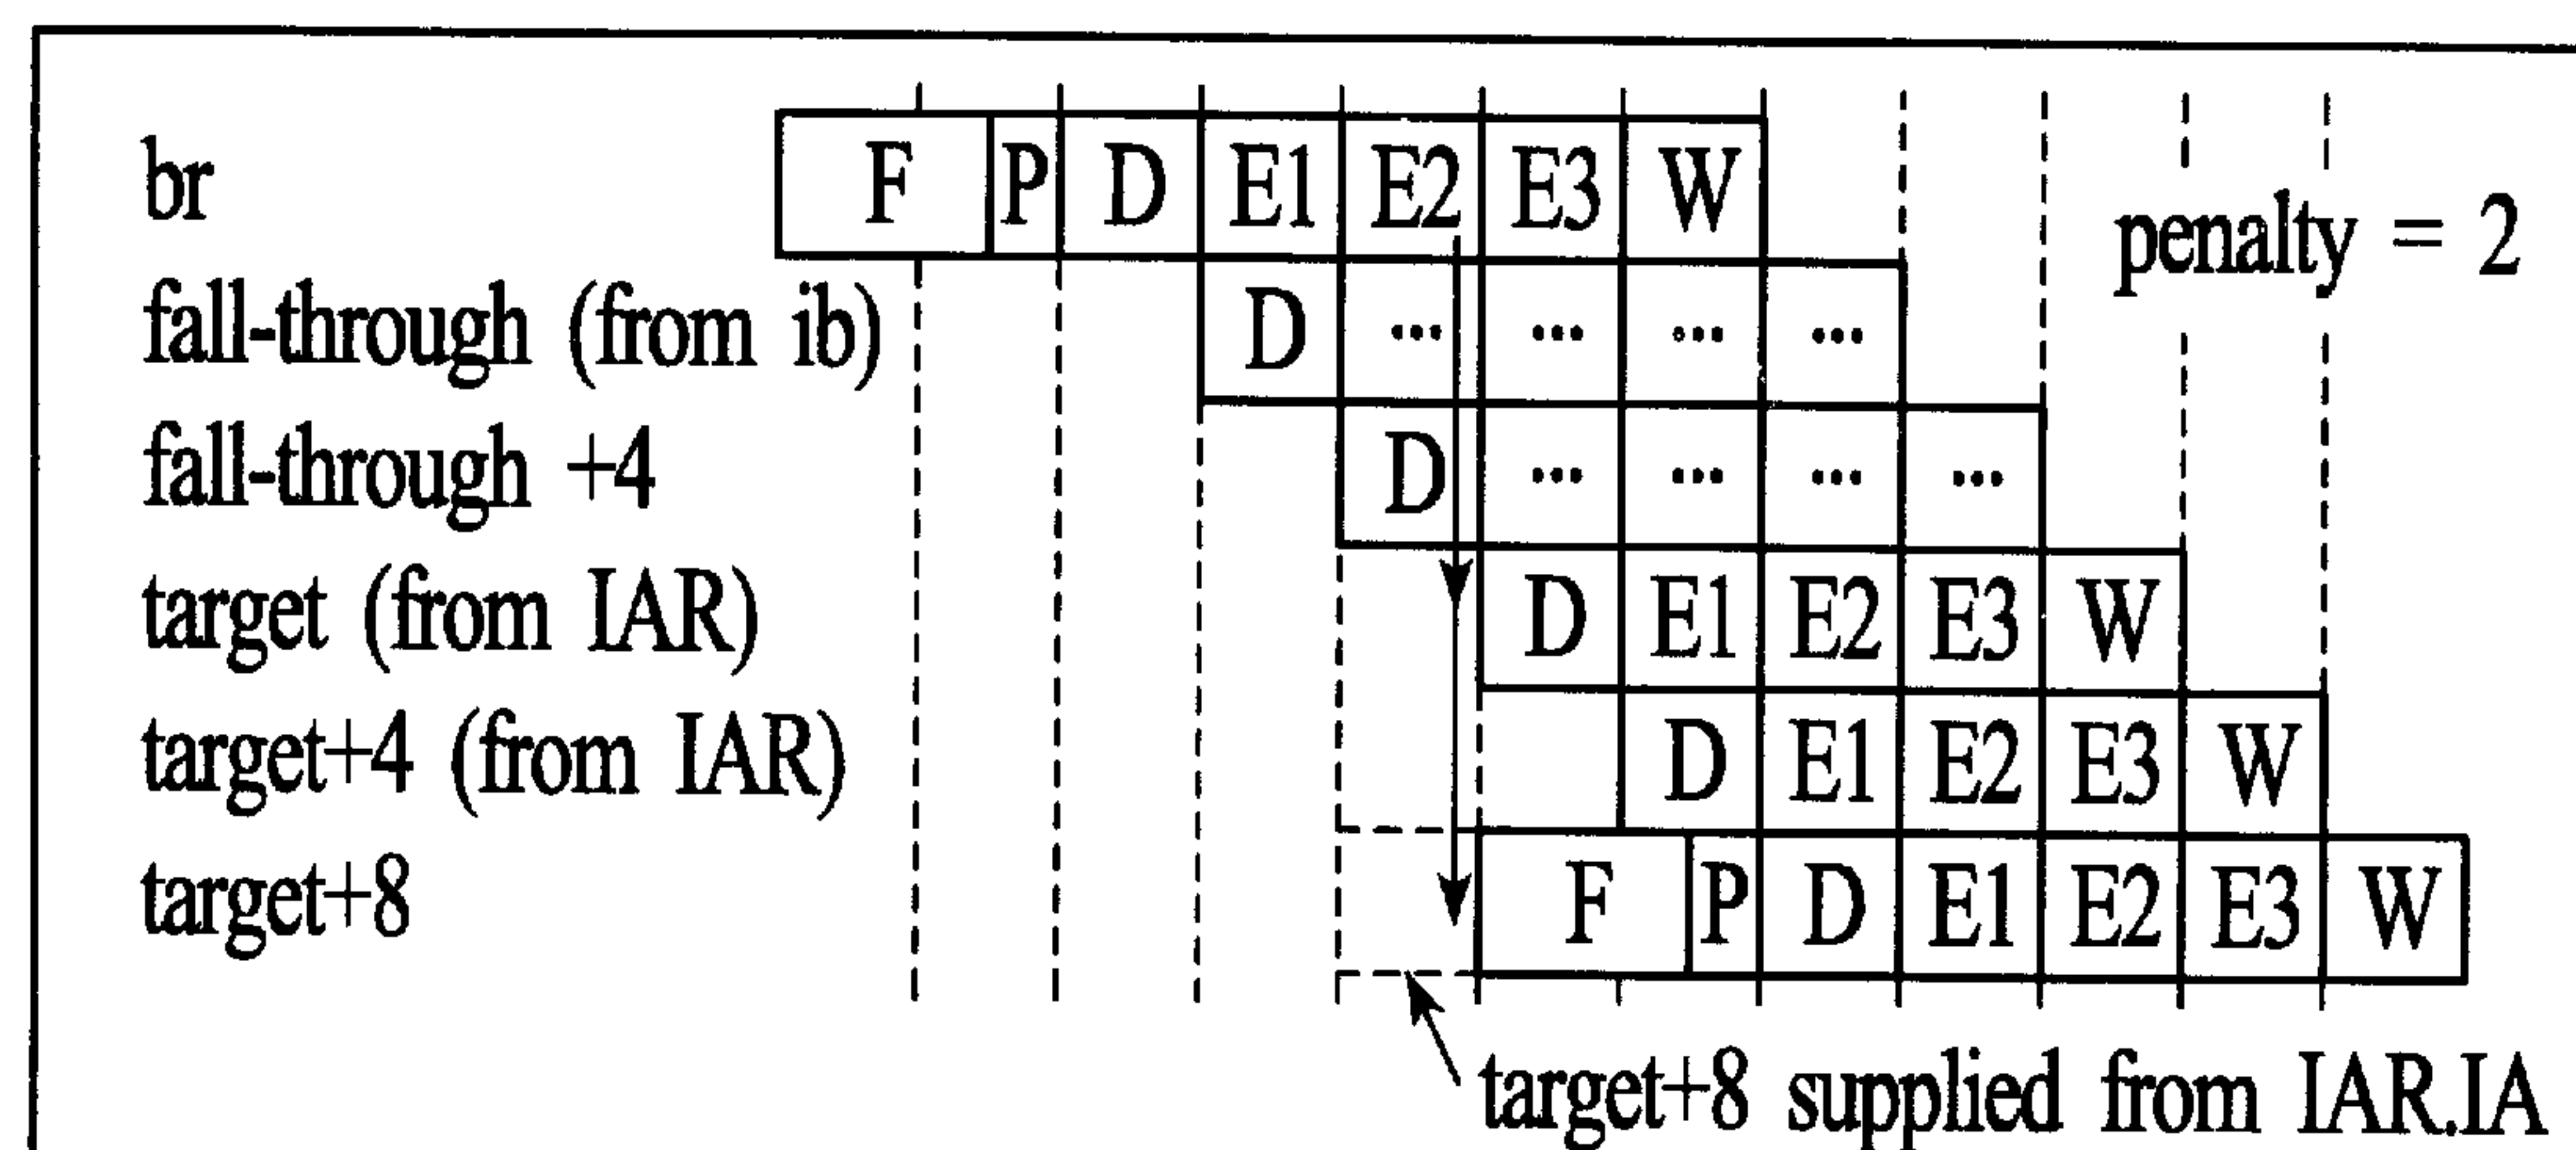 br F P D E1 E2 E3 W
penalty = 2
fall-through (from ib) D ... ... ... ...
fall-through +4 D ... ... ... ...
target (from IAR) D E1 E2 E3 W
target+4 (from IAR) D E1 E2 E3 W
target+8 F P D E1 E2 E3 W
target+8 supplied from IAR.IA